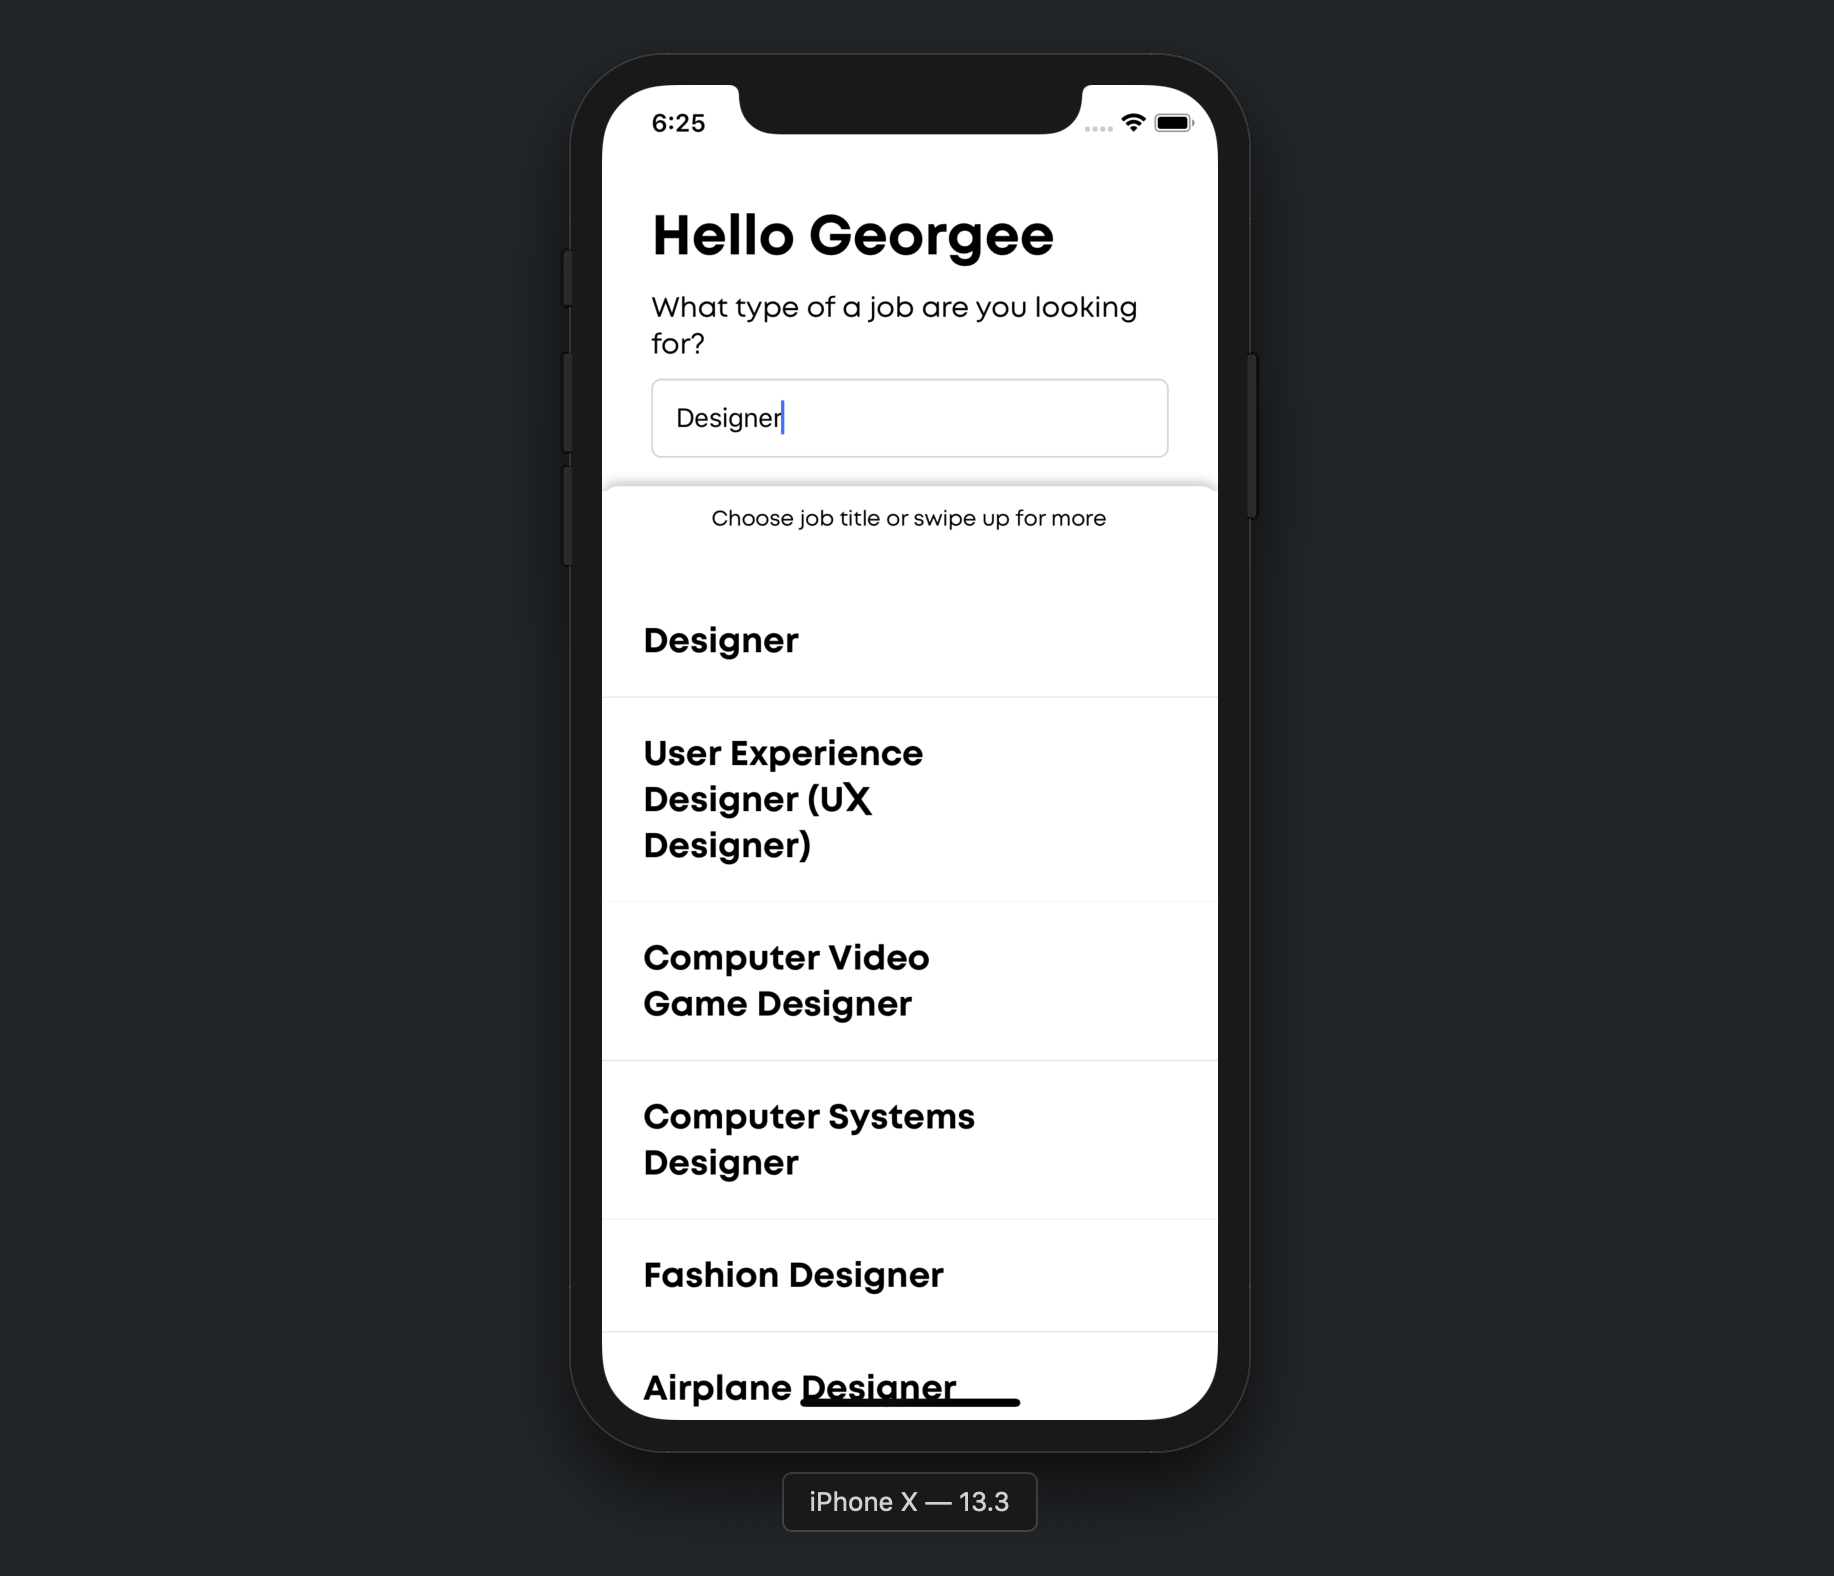 6:25
Hello Georgee
What type of a job are you looking
for?
Designer
Choose job title or swipe up for more
Designer
User Experience
Designer (UX
Designer)
Computer Video
Game Designer
Computer Systems
Designer
Fashion Designer
Airplane Designer
iPhone X — 13.3